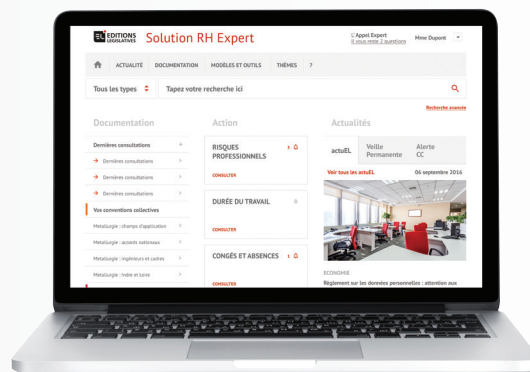 EL EDITIONS LEGISLATIVES
Solution RH Expert
L'Appel Expert
Il vous reste 2 questions
Mme Dupont
ACTUALITÉ DOCUMENTATION MODÈLES ET OUTILS THÈMES ?
Tous les types
Tapez votre recherche ici
Recherche avancée
Documentation
Dernières consultations
Dernières consultations
Dernières consultations
Dernières consultations
Vos conventions collectives
Métallurgie : champs d'application
Métallurgie : accords nationaux
Métallurgie : ingénieurs et cadres
Métallurgie : Indre et Loire
Action
RISQUES
PROFESSIONNELS
CONSULTER
DURÉE DU TRAVAIL
CONSULTER
CONGÉS ET ABSENCES 1
CONSULTER
Actualités
actuEL
Veille
Permanente
Alerte
CC
Voir tous les actuEL
06 septembre 2016
ECONOMIE
Règlement sur les données personnelles : attention aux